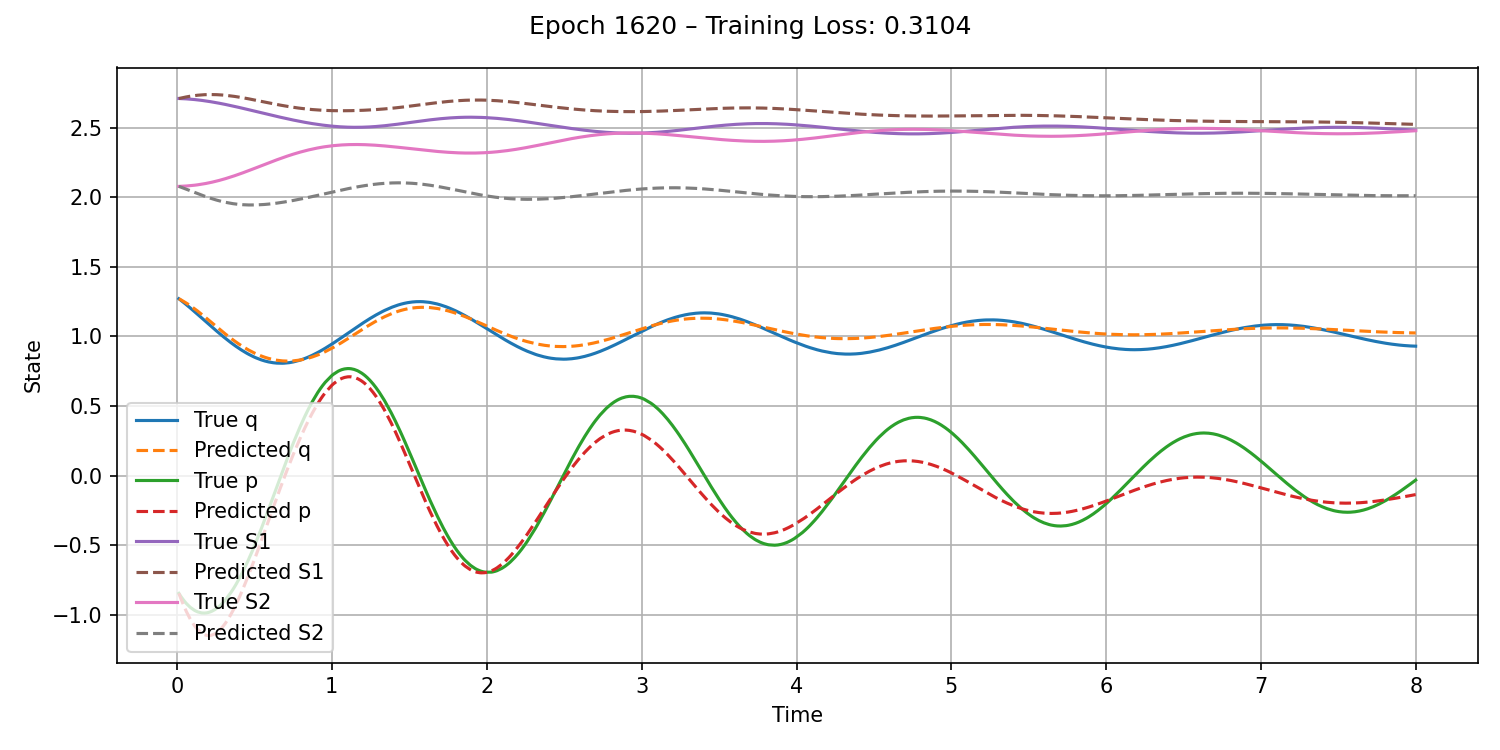 Epoch 1620 – Training Loss: 0.3104
State
2.5
2.0
1.5
1.0
0.5
0.0
−0.5
−1.0
True q
Predicted q
True p
Predicted p
True S1
Predicted S1
True S2
Predicted S2
0 1 2 3 4 5 6 7 8
Time